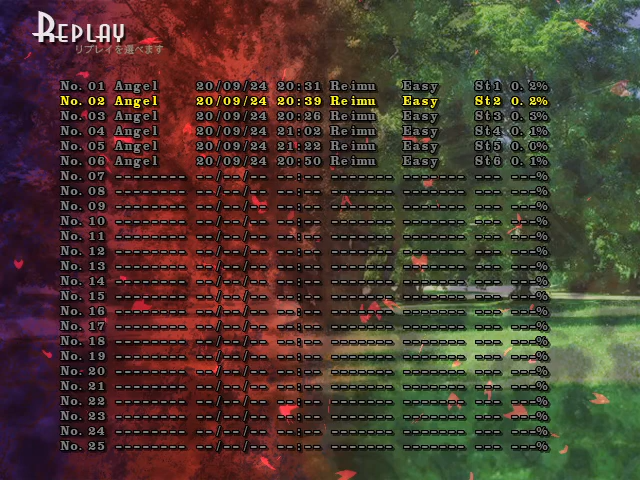 REPLAY
リプレイを選べます
No. 01 Angel 20/09/24 20:31 Reimu Easy St1 0.2%
No. 02 Angel 20/09/24 20:39 Reimu Easy St2 0.2%
No. 03 Angel 20/09/24 20:26 Reimu Easy St3 0.3%
No. 04 Angel 20/09/24 21:02 Reimu Easy St4 0.1%
No. 05 Angel 20/09/24 21:22 Reimu Easy St5 0.0%
No. 06 Angel 20/09/24 20:50 Reimu Easy St6 0.1%
No. 07 -------- --/--/-- --:-- ------- ------- --- ---%
No. 08 -------- --/--/-- --:-- ------- ------- --- ---%
No. 09 -------- --/--/-- --:-- ------- ------- --- ---%
No. 10 -------- --/--/-- --:-- ------- ------- --- ---%
No. 11 -------- --/--/-- --:-- ------- ------- --- ---%
No. 12 -------- --/--/-- --:-- ------- ------- --- ---%
No. 13 -------- --/--/-- --:-- ------- ------- --- ---%
No. 14 -------- --/--/-- --:-- ------- ------- --- ---%
No. 15 -------- --/--/-- --:-- ------- ------- --- ---%
No. 16 -------- --/--/-- --:-- ------- ------- --- ---%
No. 17 -------- --/--/-- --:-- ------- ------- --- ---%
No. 18 -------- --/--/-- --:-- ------- ------- --- ---%
No. 19 -------- --/--/-- --:-- ------- ------- --- ---%
No. 20 -------- --/--/-- --:-- ------- ------- --- ---%
No. 21 -------- --/--/-- --:-- ------- ------- --- ---%
No. 22 -------- --/--/-- --:-- ------- ------- --- ---%
No. 23 -------- --/--/-- --:-- ------- ------- --- ---%
No. 24 -------- --/--/-- --:-- ------- ------- --- ---%
No. 25 -------- --/--/-- --:-- ------- ------- --- ---%